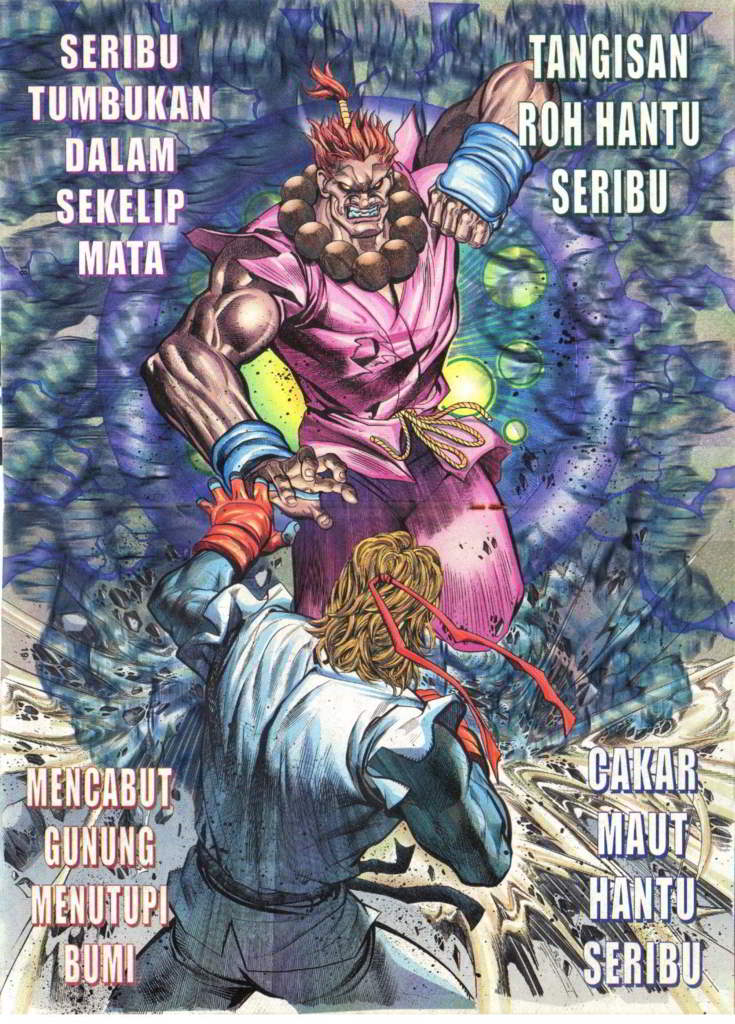 SERIBU
TUMBUKAN
DALAM
SEKELIP
MATA
TANGISAN
ROH HANTU
SERIBU
MENCABUT
GUNUNG
MENUTUPI
BUMI
CAKAR
MAUT
HANTU
SERIBU